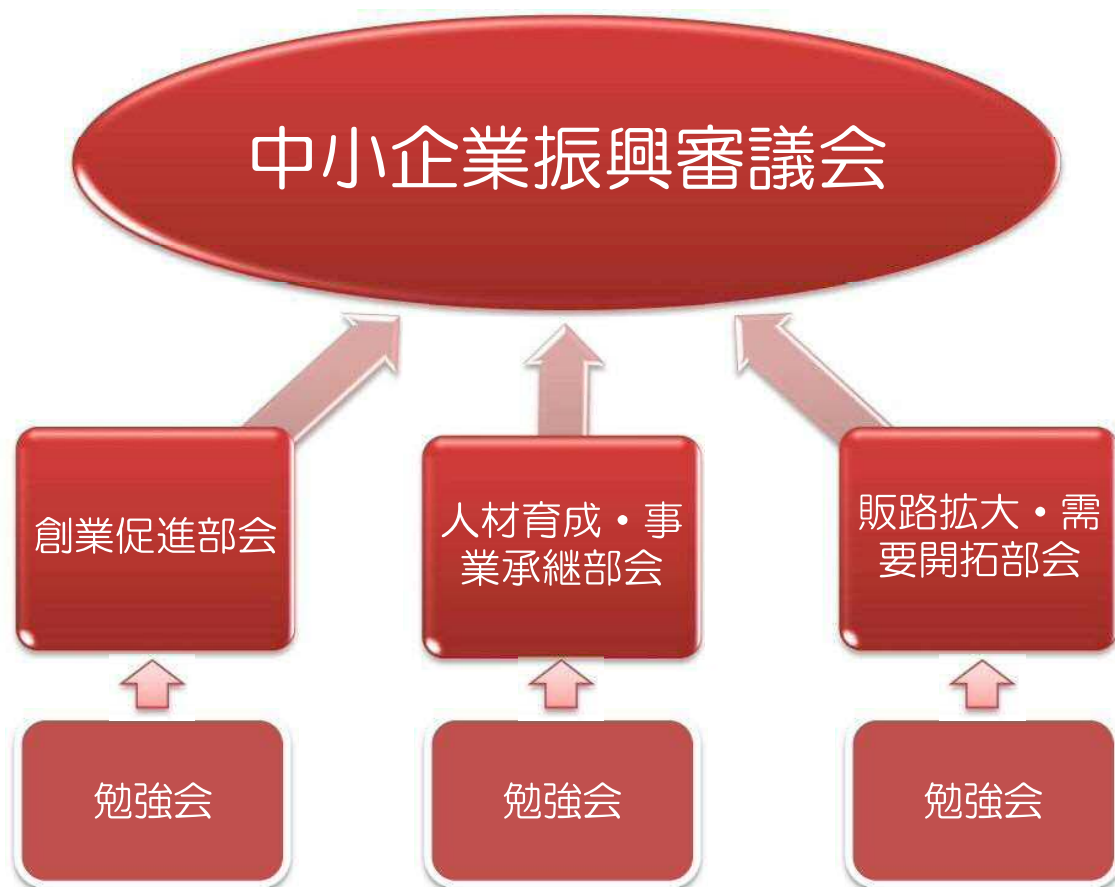 中小企業振興審議会
創業促進部会
人材育成・事
業承継部会
販路拡大・需
要開拓部会
勉強会
勉強会
勉強会